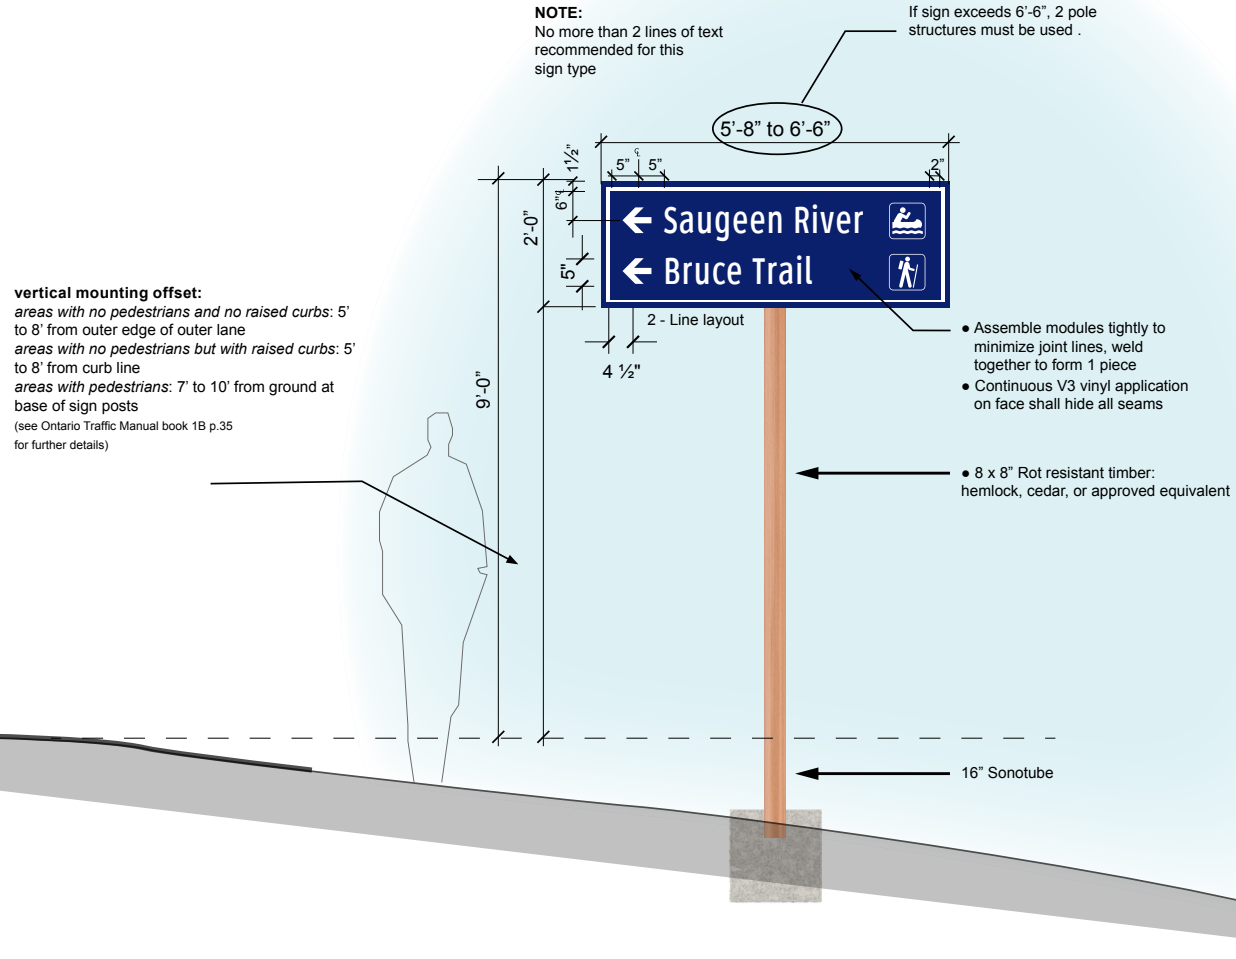 NOTE:
No more than 2 lines of text
recommended for this
sign type
If sign exceeds 6’-6”, 2 pole
structures must be used .
5’-8” to 6’-6”
1½”
5”
℄
5”
2”
6”
℄
2’-0”
5"
9’-0”
← Saugeen River
← Bruce Trail
2 - Line layout
4 ½"
vertical mounting offset:
areas with no pedestrians and no raised curbs: 5’
to 8’ from outer edge of outer lane
areas with no pedestrians but with raised curbs: 5’
to 8’ from curb line
areas with pedestrians: 7’ to 10’ from ground at
base of sign posts
(see Ontario Traffic Manual book 1B p.35
for further details)
● Assemble modules tightly to
minimize joint lines, weld
together to form 1 piece
● Continuous V3 vinyl application
on face shall hide all seams
● 8 x 8” Rot resistant timber:
hemlock, cedar, or approved equivalent
16” Sonotube